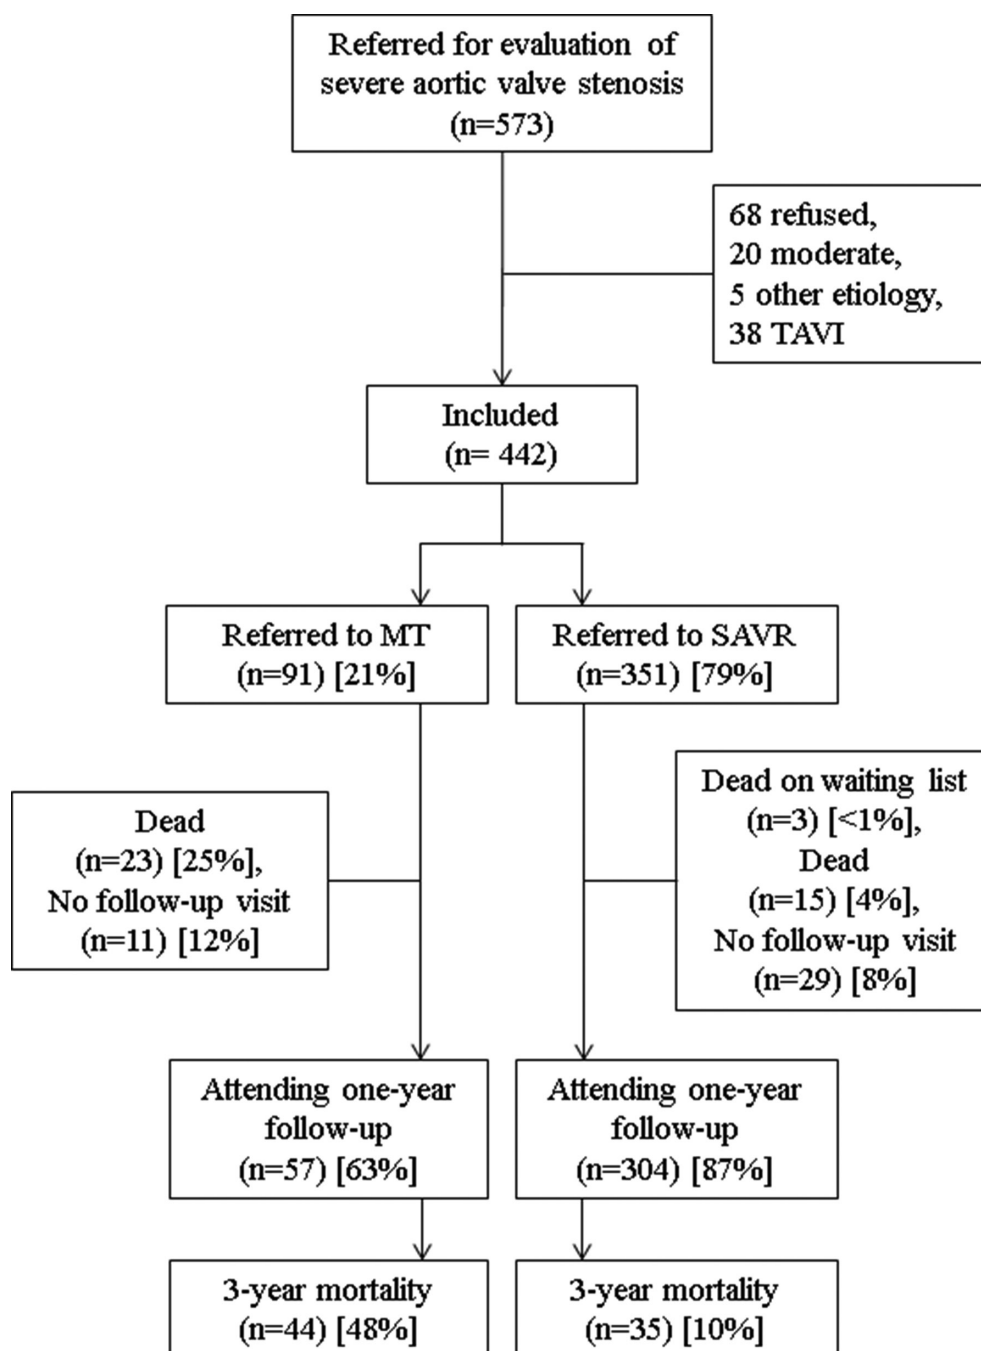 Referred for evaluation of
severe aortic valve stenosis
(n=573)
68 refused,
20 moderate,
5 other etiology,
38 TAVI
Included
(n= 442)
Referred to MT
(n=91) [21%]
Referred to SAVR
(n=351) [79%]
Dead
(n=23) [25%],
No follow-up visit
(n=11) [12%]
Dead on waiting list
(n=3) [<1%],
Dead
(n=15) [4%],
No follow-up visit
(n=29) [8%]
Attending one-year
follow-up
(n=57) [63%]
Attending one-year
follow-up
(n=304) [87%]
3-year mortality
(n=44) [48%]
3-year mortality
(n=35) [10%]